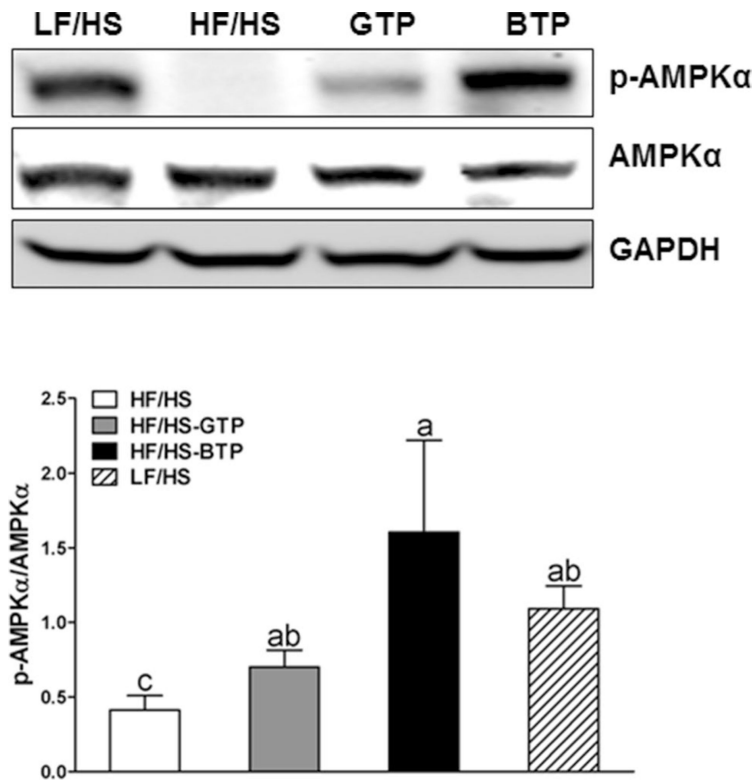 LF/HS HF/HS GTP BTP
p-AMPKα
AMPKα
GAPDH
HF/HS
HF/HS-GTP
HF/HS-BTP
LF/HS
p-AMPKα/AMPKα
2.5
2.0
1.5
1.0
0.5
0.0
c
ab
a
ab